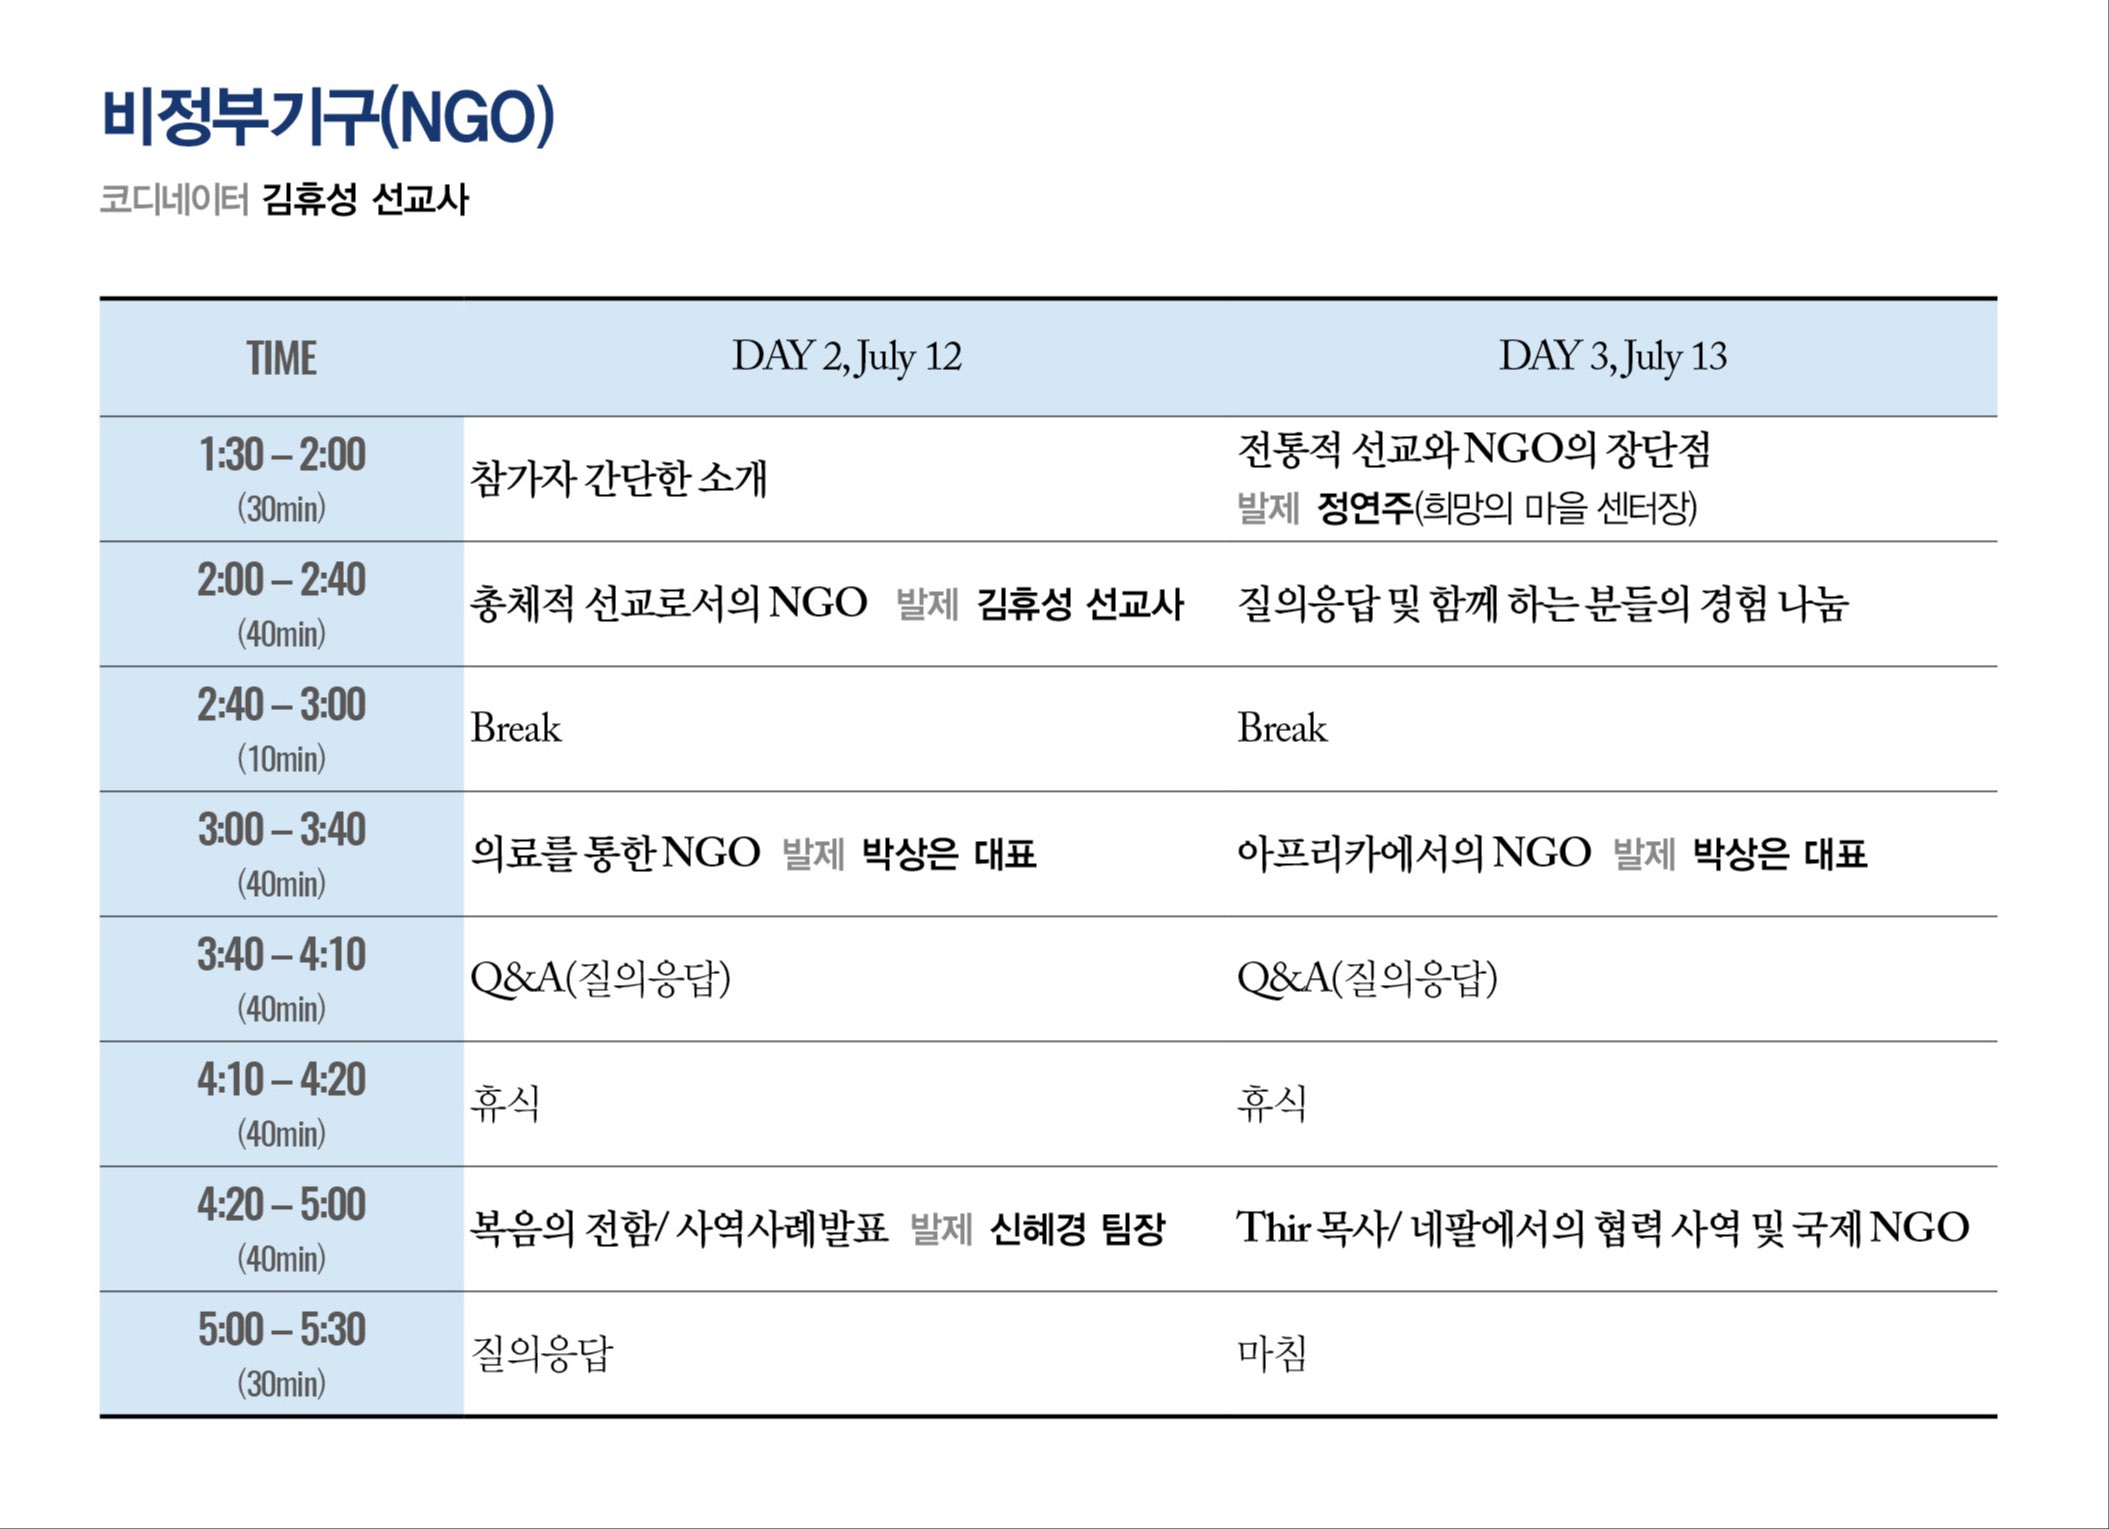 비정부기구(NGO)
코디네이터 김휴성 선교사
TIME DAY 2, July 12 DAY 3, July 13
1:30 – 2:00
(30min)
참가자 간단한 소개
전통적 선교와 NGO의 장단점
발제 정연주(희망의 마을 센터장)
2:00 – 2:40
(40min)
총체적 선교로서의 NGO 발제 김휴성 선교사
질의응답 및 함께 하는 분들의 경험 나눔
2:40 – 3:00
(10min)
Break
Break
3:00 – 3:40
(40min)
의료를 통한 NGO 발제 박상은 대표
아프리카에서의 NGO 발제 박상은 대표
3:40 – 4:10
(40min)
Q&A(질의응답)
Q&A(질의응답)
4:10 – 4:20
(40min)
휴식
휴식
4:20 – 5:00
(40min)
복음의 전함/ 사역사례발표 발제 신혜경 팀장
Thir 목사/ 네팔에서의 협력 사역 및 국제 NGO
5:00 – 5:30
(30min)
질의응답
마침